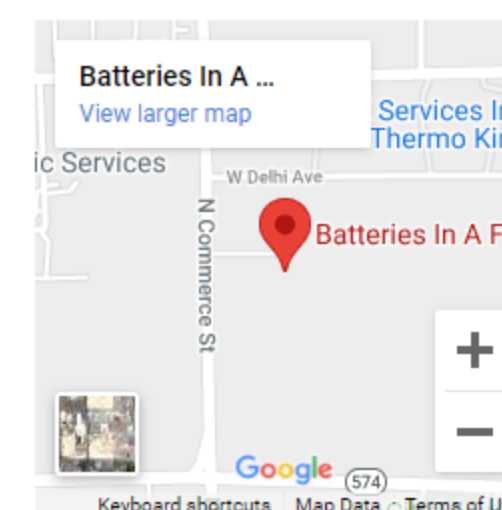 Batteries In A ...
View larger map
Services I
Thermo Ki
ic Services
W Delhi Ave
N Commerce St
Batteries In A F
+
−
Google
574
Keyboard shortcuts
Map Data
Terms of U